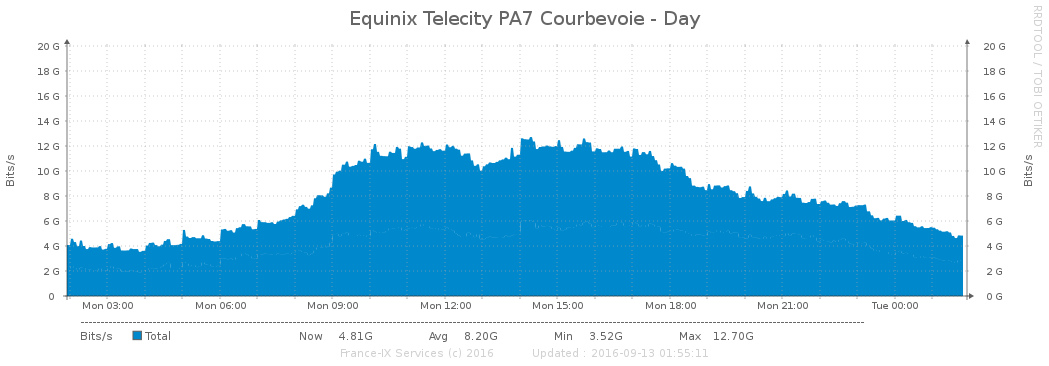 Equinix Telecity PA7 Courbevoie - Day
RRDTOOL / TOBI OETIKER
Bits/s
20 G 20 G
18 G 18 G
16 G 16 G
14 G 14 G
12 G 12 G
10 G 10 G
8 G 8 G
6 G 6 G
4 G 4 G
2 G 2 G
0 0 G
Bits/s
Mon 03:00 Mon 06:00 Mon 09:00 Mon 12:00 Mon 15:00 Mon 18:00 Mon 21:00 Tue 00:00
Bits/s Total Now 4.81G Avg 8.20G Min 3.52G Max 12.70G
France-IX Services (c) 2016 Updated : 2016-09-13 01:55:11